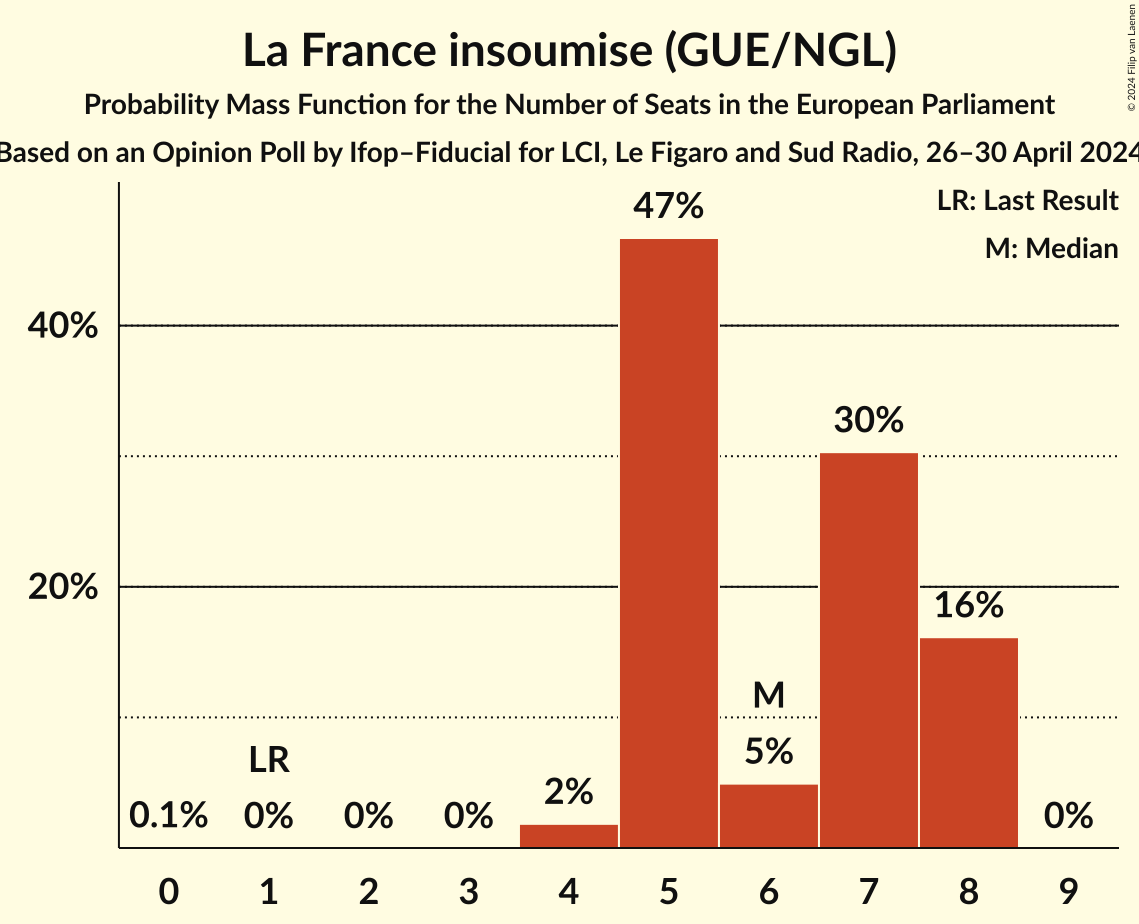 La France insoumise (GUE/NGL)
Probability Mass Function for the Number of Seats in the European Parliament
Based on an Opinion Poll by Ifop–Fiducial for LCI, Le Figaro and Sud Radio, 26–30 April 2024
© 2024 Filip van Laenen
LR: Last Result
M: Median
47%
40%
30%
20%
16%
M
5%
LR
2%
0.1% 0% 0% 0% 0%
0 1 2 3 4 5 6 7 8 9